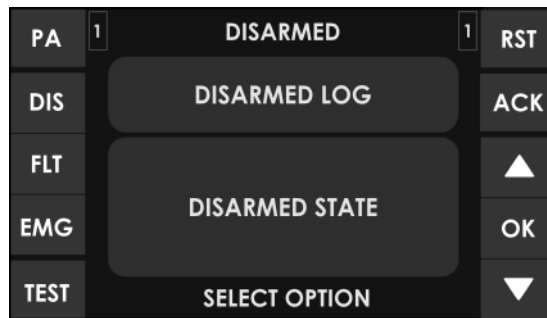 PA
1
DISARMED
1
RST
DIS
DISARMED LOG
ACK
FLT
DISARMED STATE
EMG
OK
TEST
SELECT OPTION